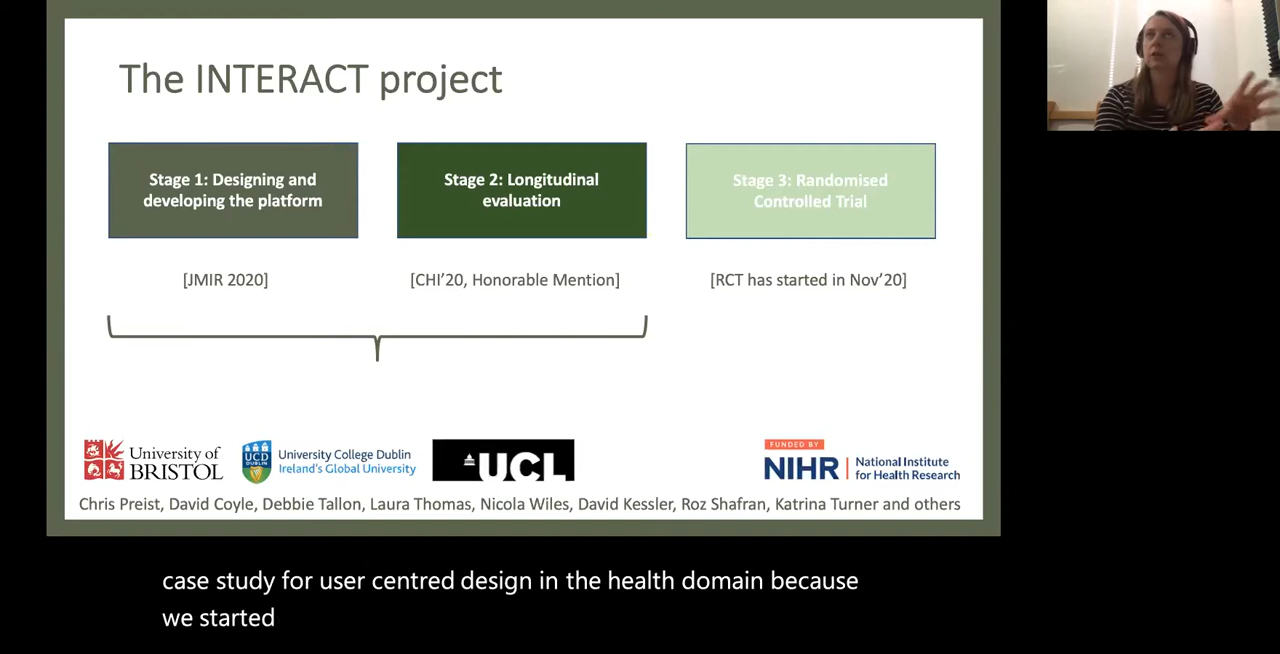 The INTERACT project
Stage 1: Designing and
developing the platform
Stage 2: Longitudinal
evaluation
Stage 3: Randomised
Controlled Trial
[JMIR 2020]
[CHI'20, Honorable Mention]
[RCT has started in Nov'20]
University of
BRISTOL
UCD
DUBLIN
University College Dublin
Ireland's Global University
UCL
FUNDED BY
NIHR | National Institute
for Health Research
Chris Preist, David Coyle, Debbie Tallon, Laura Thomas, Nicola Wiles, David Kessler, Roz Shafran, Katrina Turner and others
case study for user centred design in the health domain because
we started